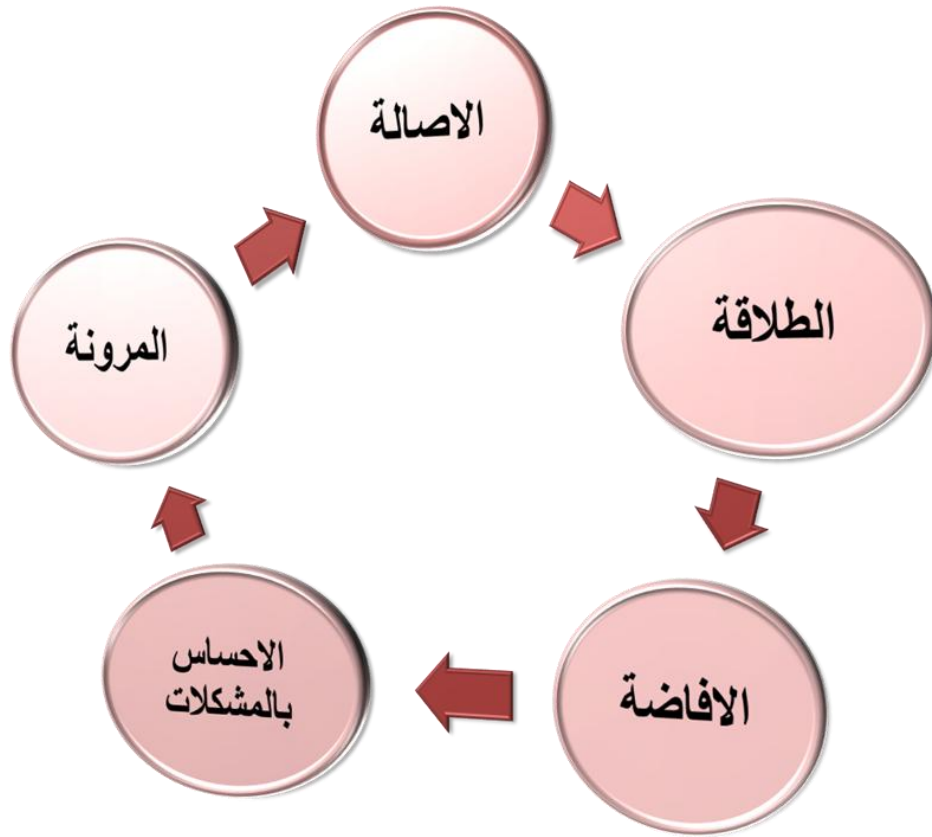 الاصالة
الطلاقة
الافاضة
الاحساس
بالمشكلات
المرونة